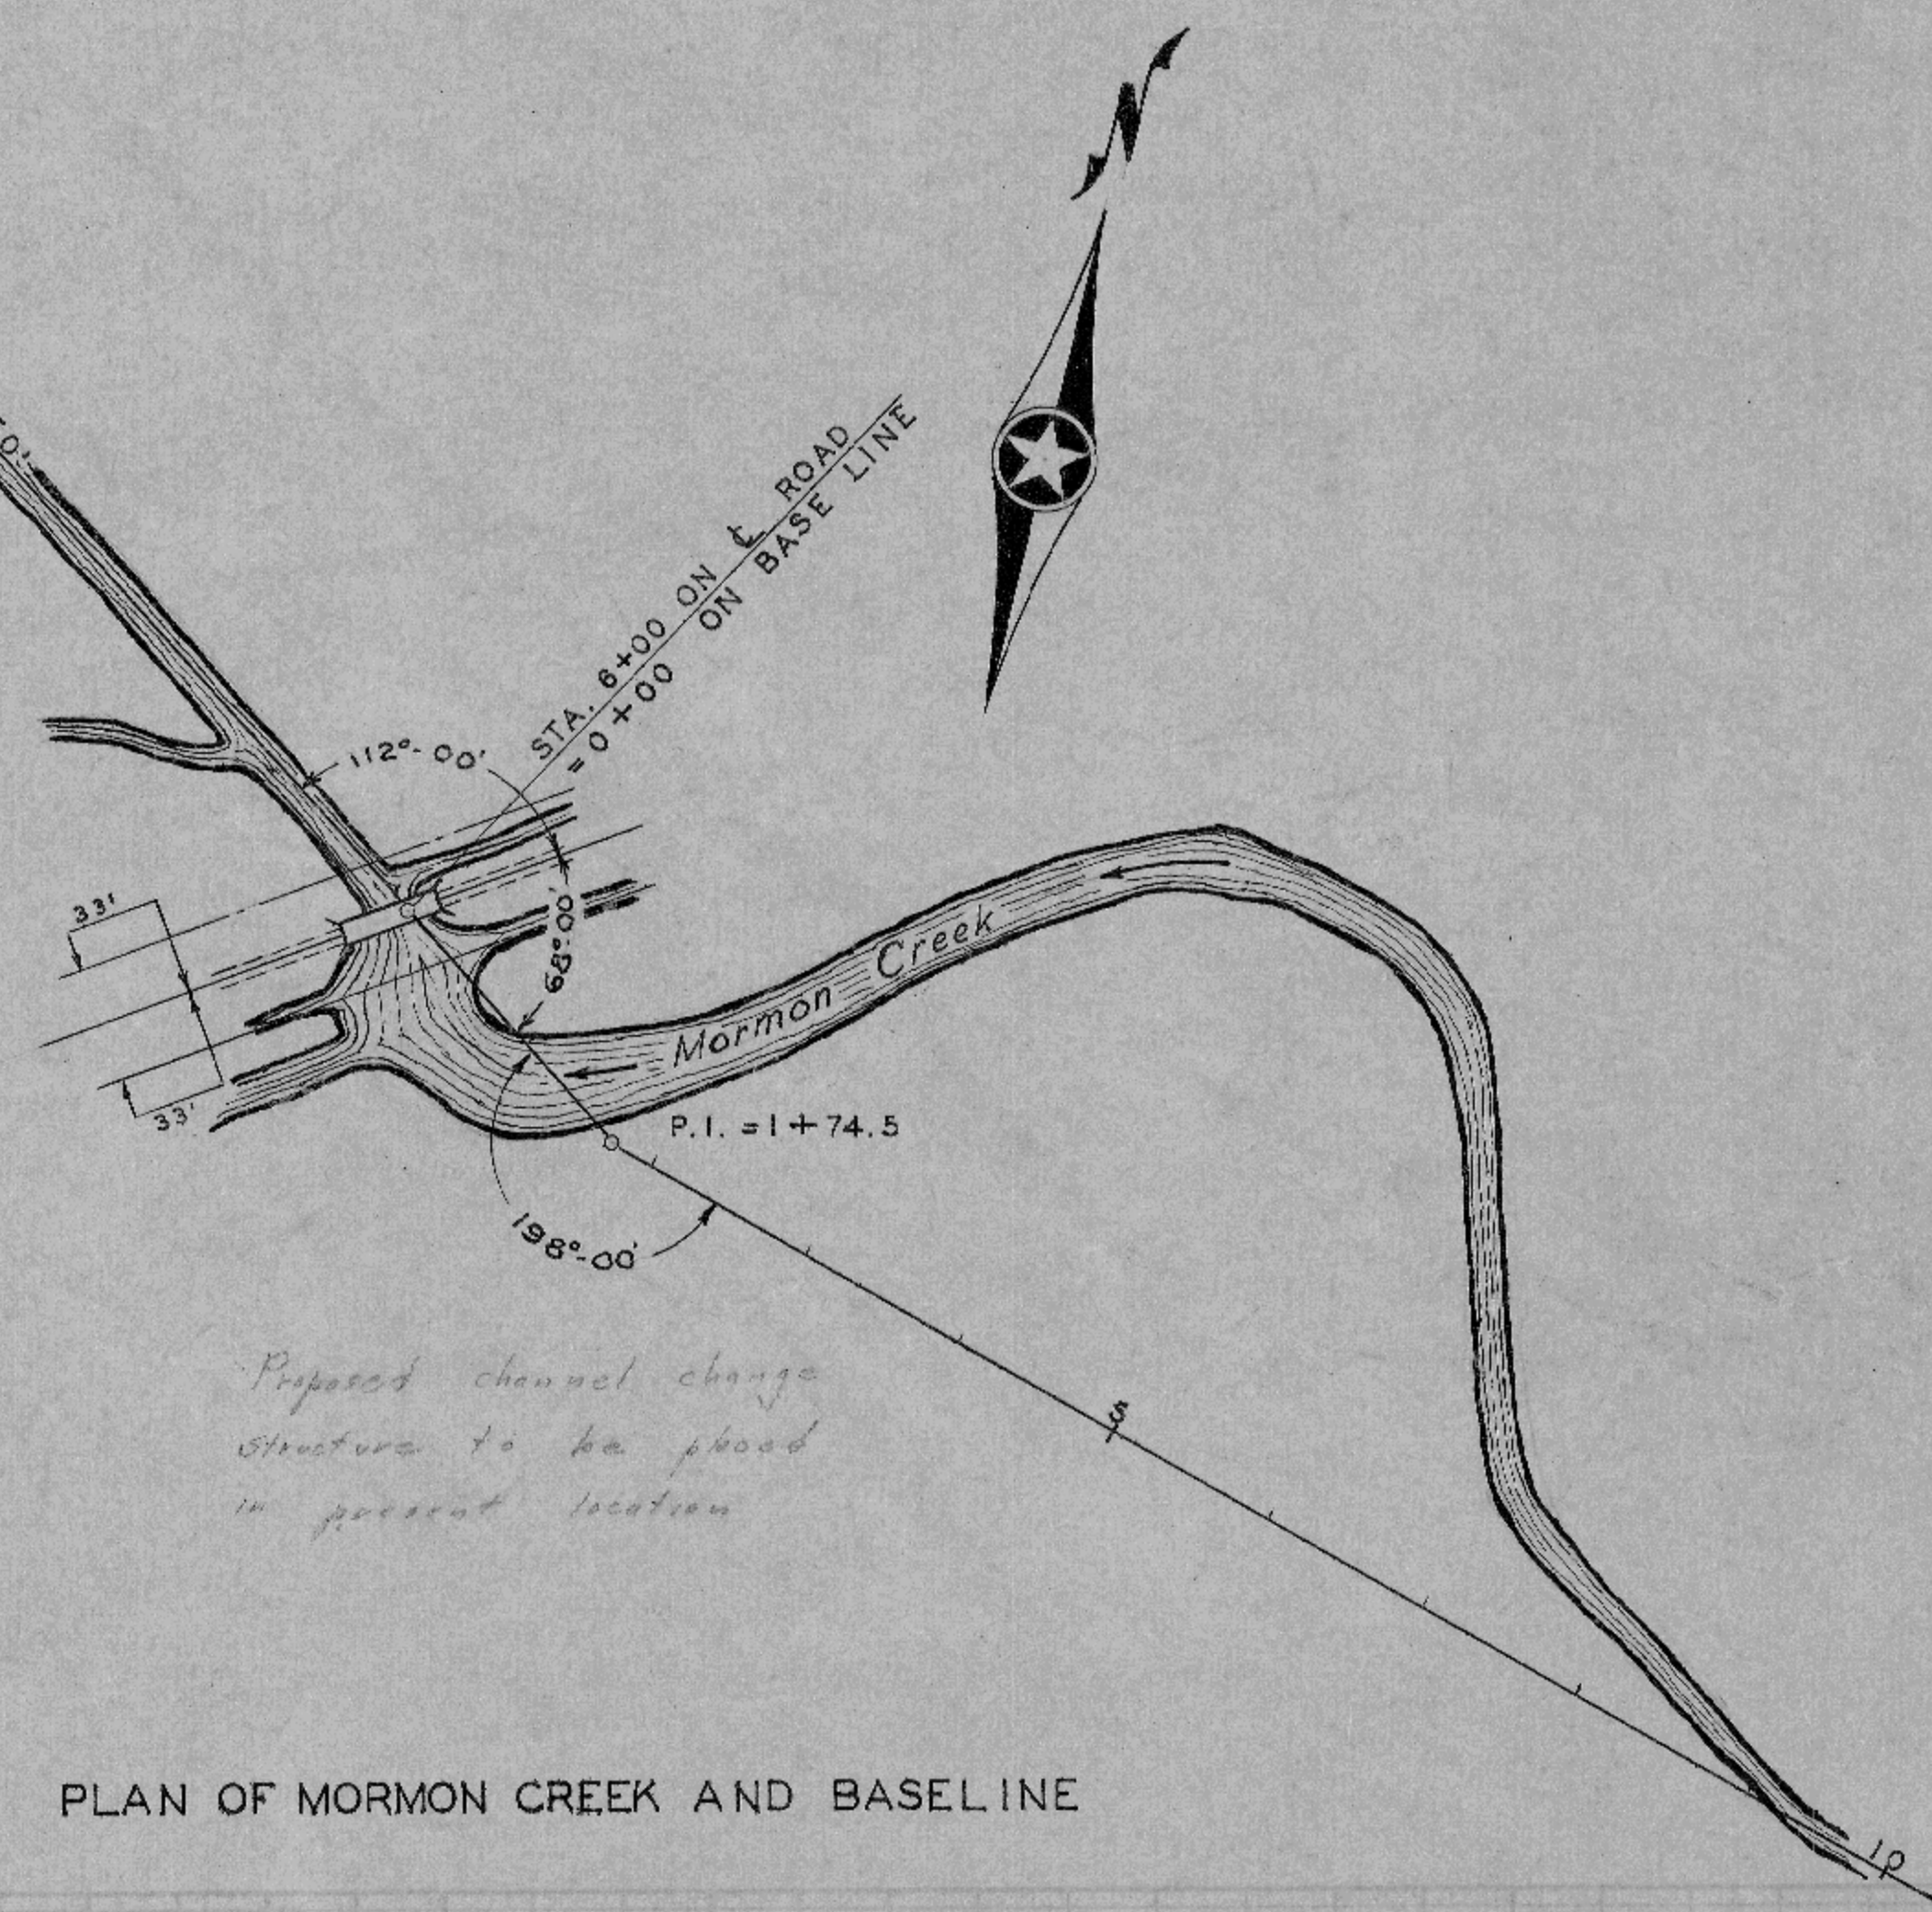 N
0'
STA. 6+00 ON ℄ ROAD
= 0+00 ON BASE LINE
112°-00'
68°-00'
33'
33'
Mormon Creek
P.I. = 1+74.5
198°-00'
5
Proposed channel change
structure to be placed
in present location
PLAN OF MORMON CREEK AND BASELINE
10